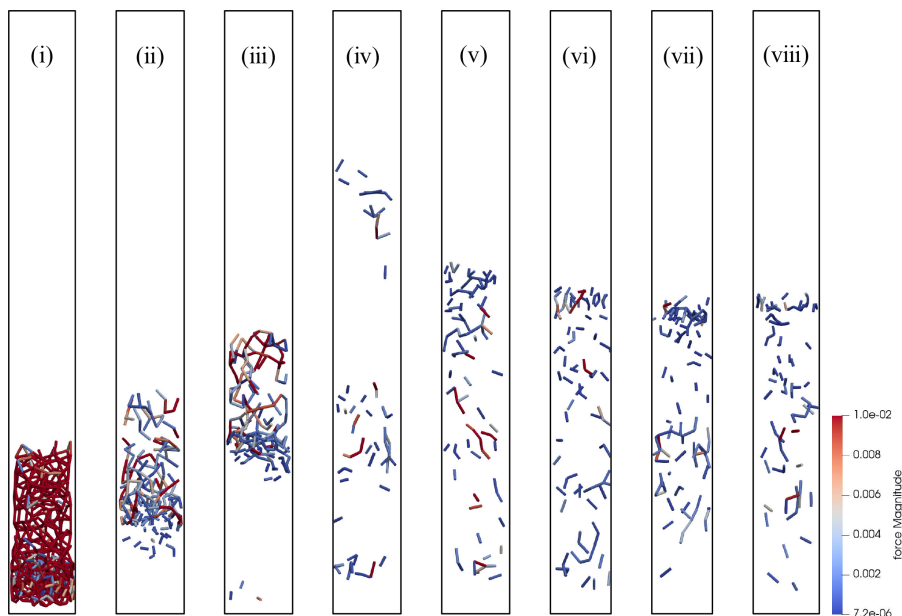 (i) (ii) (iii) (iv) (v) (vi) (vii) (viii)
1.0e-02
0.008
0.006
0.004
0.002
7.2e-06
force Magnitude